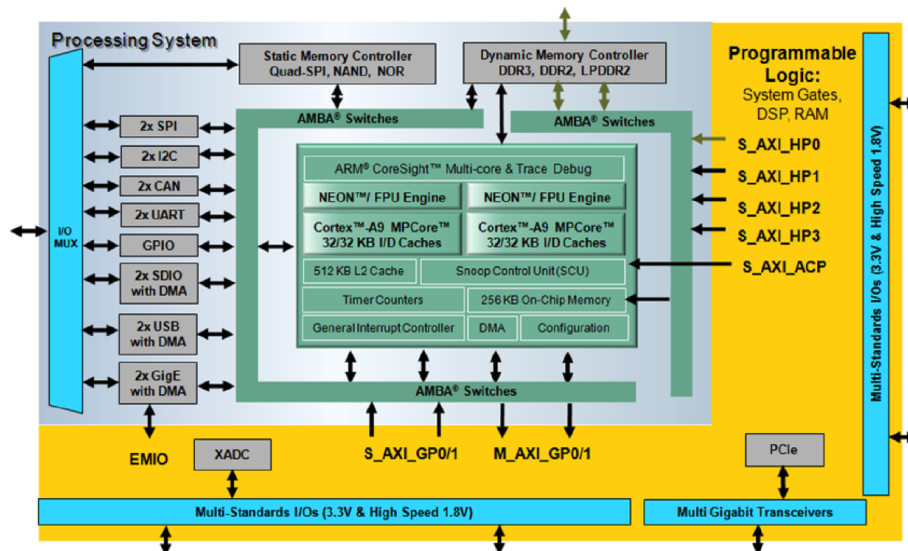 Processing System
Static Memory Controller
Quad-SPI, NAND, NOR
Dynamic Memory Controller
DDR3, DDR2, LPDDR2
Programmable
Logic:
System Gates,
DSP, RAM
AMBA® Switches
AMBA® Switches
2x SPI
2x I2C
2x CAN
2x UART
GPIO
2x SDIO
with DMA
2x USB
with DMA
2x GigE
with DMA
I/O
MUX
ARM® CoreSight™ Multi-core & Trace Debug
NEON™/ FPU Engine
NEON™/ FPU Engine
Cortex™-A9 MPCore™
32/32 KB I/D Caches
Cortex™-A9 MPCore™
32/32 KB I/D Caches
512 KB L2 Cache
Snoop Control Unit (SCU)
Timer Counters
256 KB On-Chip Memory
General Interrupt Controller
DMA
Configuration
AMBA® Switches
S_AXI_HP0
S_AXI_HP1
S_AXI_HP2
S_AXI_HP3
S_AXI_ACP
Multi-Standards I/Os (3.3V & High Speed 1.8V)
EMIO
XADC
S_AXI_GP0/1
M_AXI_GP0/1
PCIe
Multi-Standards I/Os (3.3V & High Speed 1.8V)
Multi Gigabit Transceivers